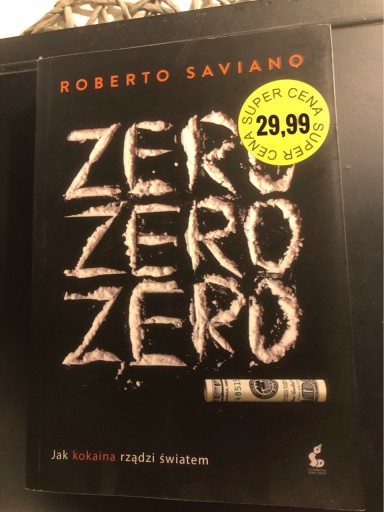 ROBERTO SAVIANO
SUPER CENA SUPER CENA
29,99
ZERO
ZERO
ZERO
Jak kokaina rządzi światem